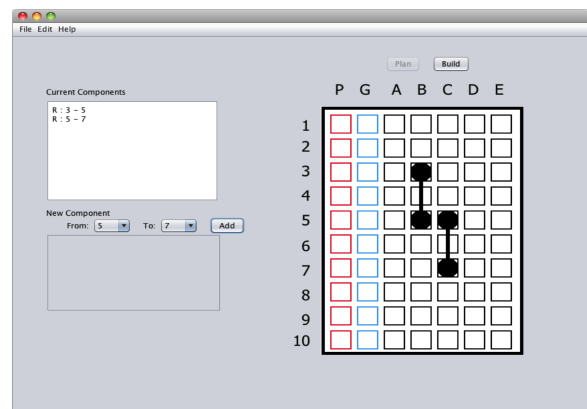 File Edit Help
Plan Build
Current Components
R : 3 – 5
R : 5 – 7
New Component
From: 5 To: 7 Add
P G A B C D E
1
2
3
4
5
6
7
8
9
10